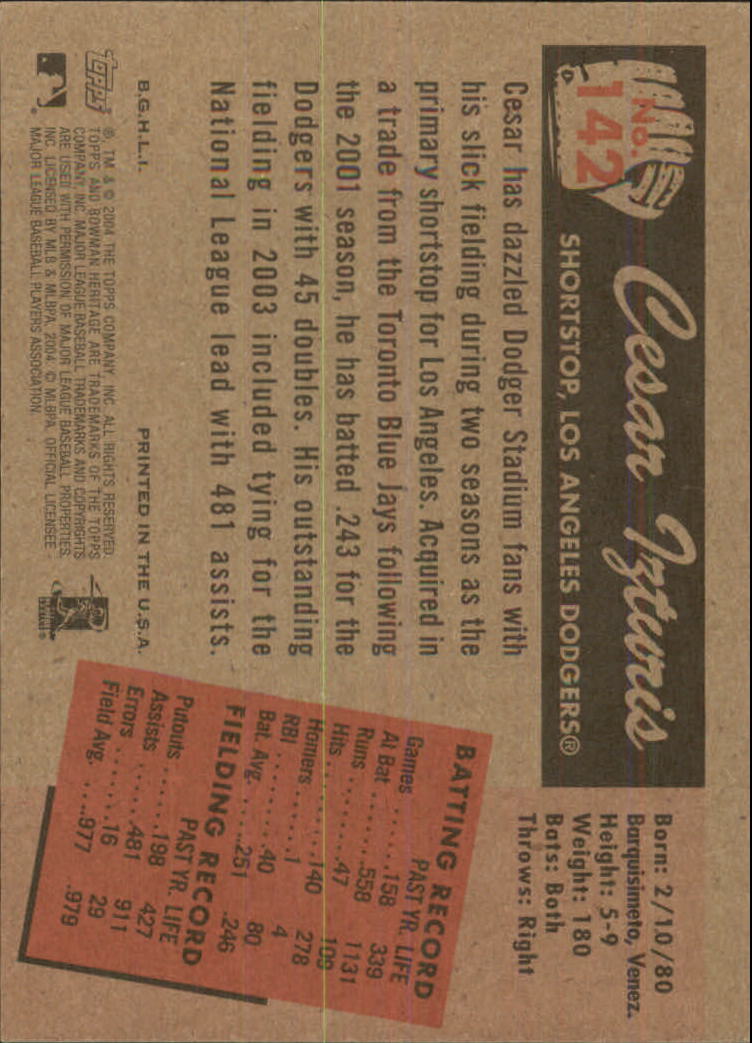 No.
142
Cesar Izturis
SHORTSTOP, LOS ANGELES DODGERS®
Born: 2/10/80
Barquisimeto, Venez.
Height: 5-9
Weight: 180
Bats: Both
Throws: Right
Cesar has dazzled Dodger Stadium fans with
his slick fielding during two seasons as the
primary shortstop for Los Angeles. Acquired in
a trade from the Toronto Blue Jays following
the 2001 season, he has batted .243 for the
Dodgers with 45 doubles. His outstanding
fielding in 2003 included tying for the
National League lead with 481 assists.
BATTING RECORD
PAST YR. LIFE
Games ......158 339
At Bat ......558 1131
Runs .......47 109
Hits .......140 278
Homers .......1 4
RBI .......40 80
Bat. Avg. ....251 .246
FIELDING RECORD
PAST YR. LIFE
Putouts .....198 427
Assists .....481 911
Errors ......16 29
Field Avg. ....977 .979
B.G.H.L.I.
PRINTED IN THE U.S.A.
TOPPS
® TM & © 2004 THE TOPPS COMPANY, INC. ALL RIGHTS RESERVED.
TOPPS AND BOWMAN HERITAGE ARE TRADEMARKS OF THE TOPPS
COMPANY, INC. MAJOR LEAGUE BASEBALL TRADEMARKS AND COPYRIGHTS
ARE USED WITH PERMISSION OF MAJOR LEAGUE BASEBALL PROPERTIES,
INC. LICENSED BY MLB & MLBPA, 2004. © MLBPA, OFFICIAL LICENSEE -
MAJOR LEAGUE BASEBALL PLAYERS ASSOCIATION.